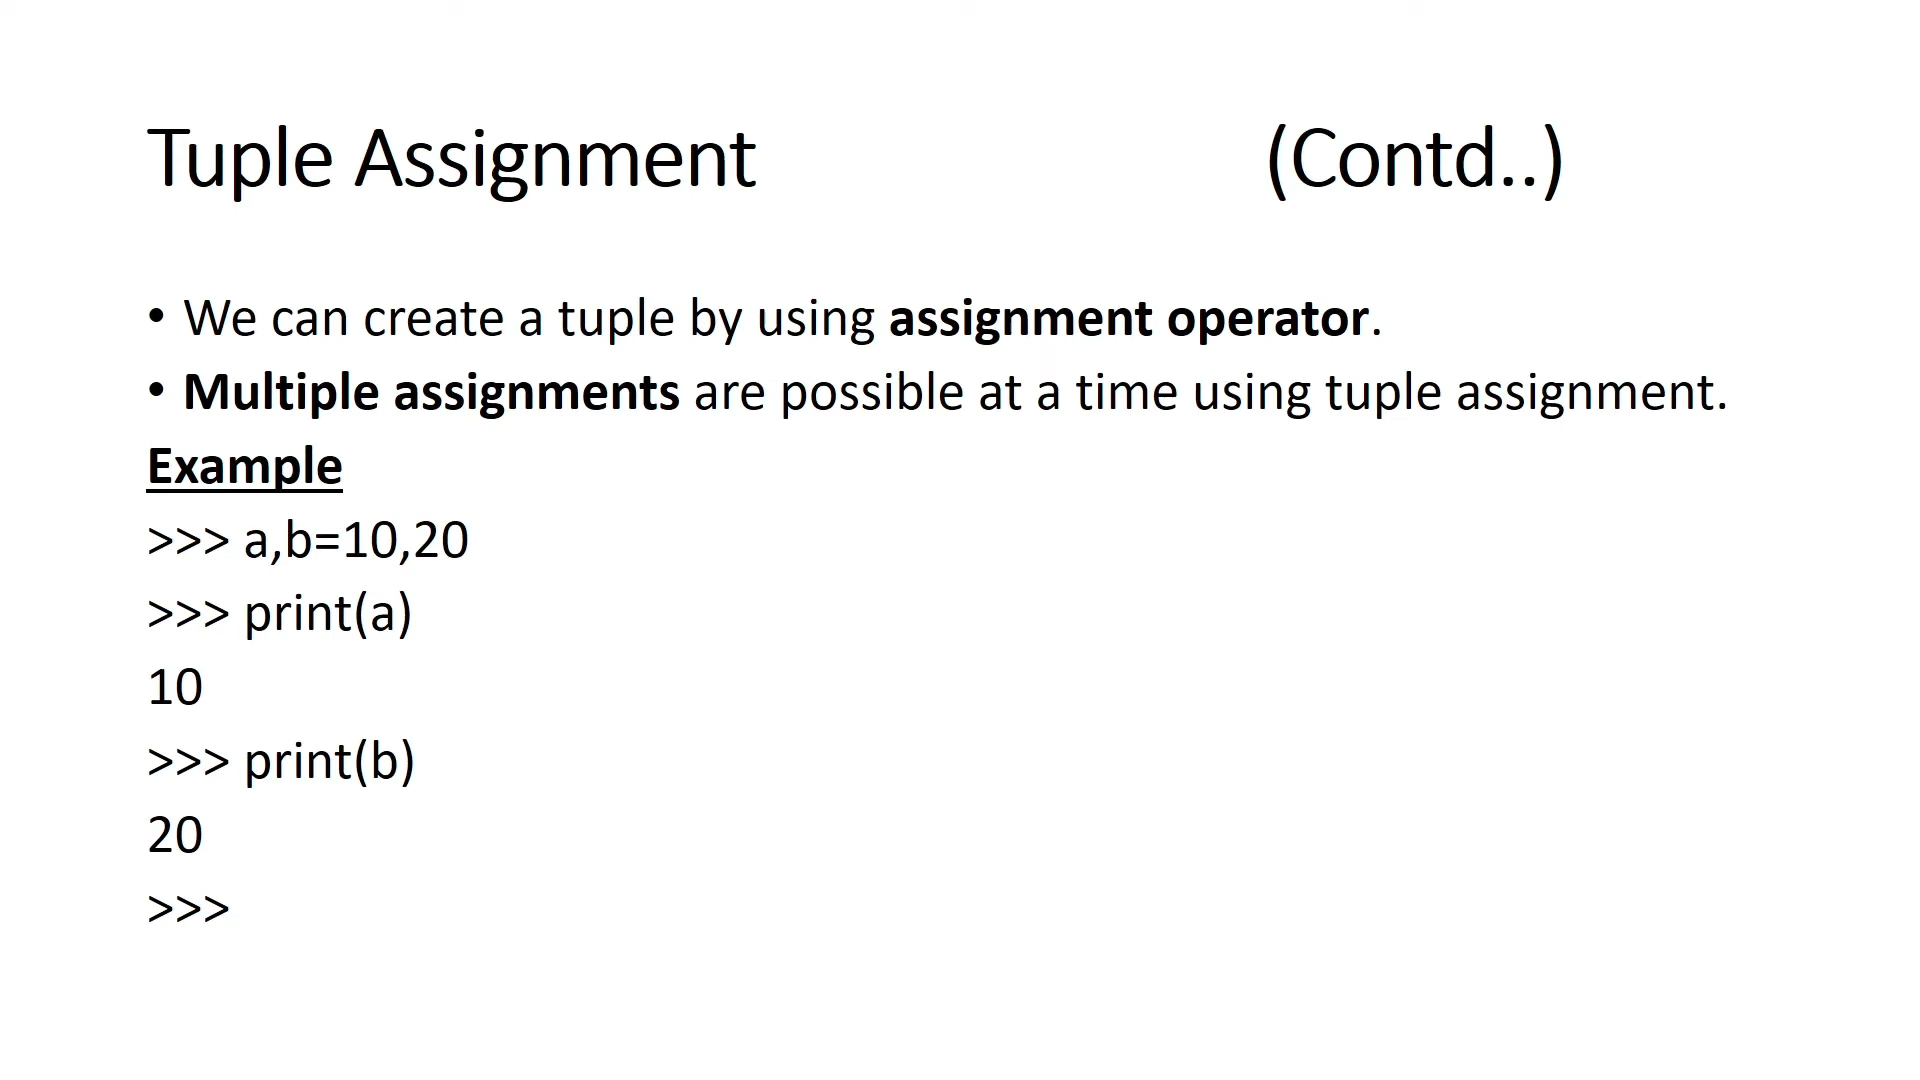 Tuple Assignment (Contd..)
• We can create a tuple by using assignment operator.
• Multiple assignments are possible at a time using tuple assignment.
Example
>>> a,b=10,20
>>> print(a)
10
>>> print(b)
20
>>>